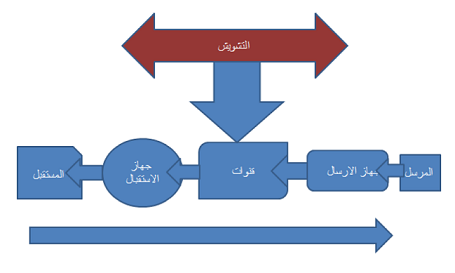 التشويش
المرسل
جهاز الارسال
قنوات
جهاز
الاستقبال
المستقبل